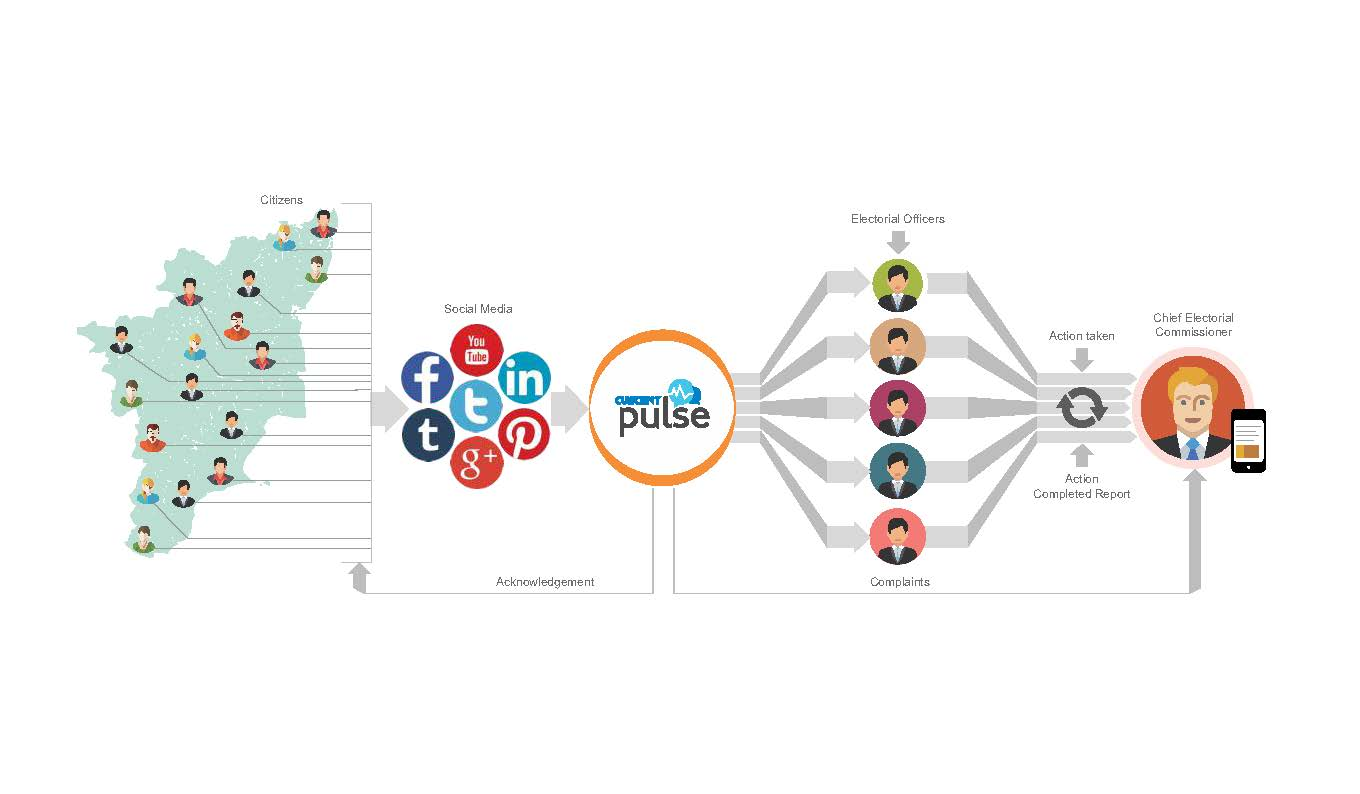 Citizens
Social Media
You
Tube
f
in
t
t
g+
CURRENT
pulse
Electorial Officers
Action taken
Action
Completed Report
Chief Electorial
Commissioner
Acknowledgement
Complaints